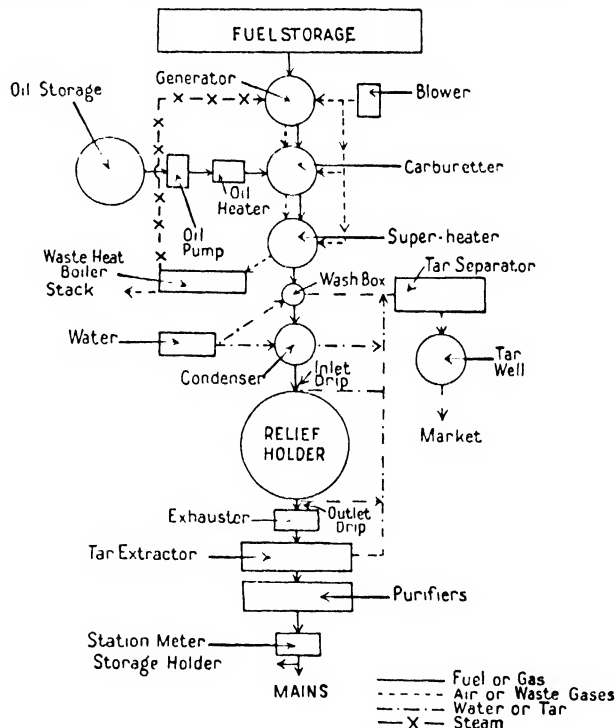 FUEL STORAGE
Generator
Oil Storage
Blower
Carburetter
Oil
Heater
Oil
Pump
Super-heater
Waste Heat
Boiler
Stack
Wash Box
Tar Separator
Water
Condenser
Inlet
Drip
Tar
Well
Market
RELIEF
HOLDER
Outlet
Drip
Exhauster
Tar Extractor
Purifiers
Station Meter
Storage Holder
MAINS
Fuel or Gas
Air or Waste Gases
Water or Tar
Steam